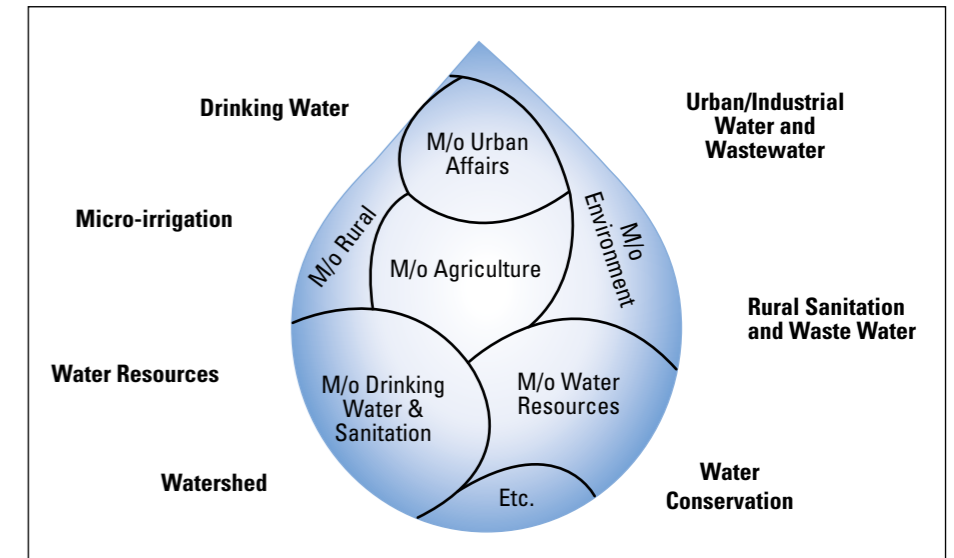 Drinking Water
Micro-irrigation
Water Resources
Watershed
M/o Urban
Affairs
M/o Rural
M/o Agriculture
M/o
Environment
M/o Drinking
Water &
Sanitation
M/o Water
Resources
Etc.
Urban/Industrial
Water and
Wastewater
Rural Sanitation
and Waste Water
Water
Conservation